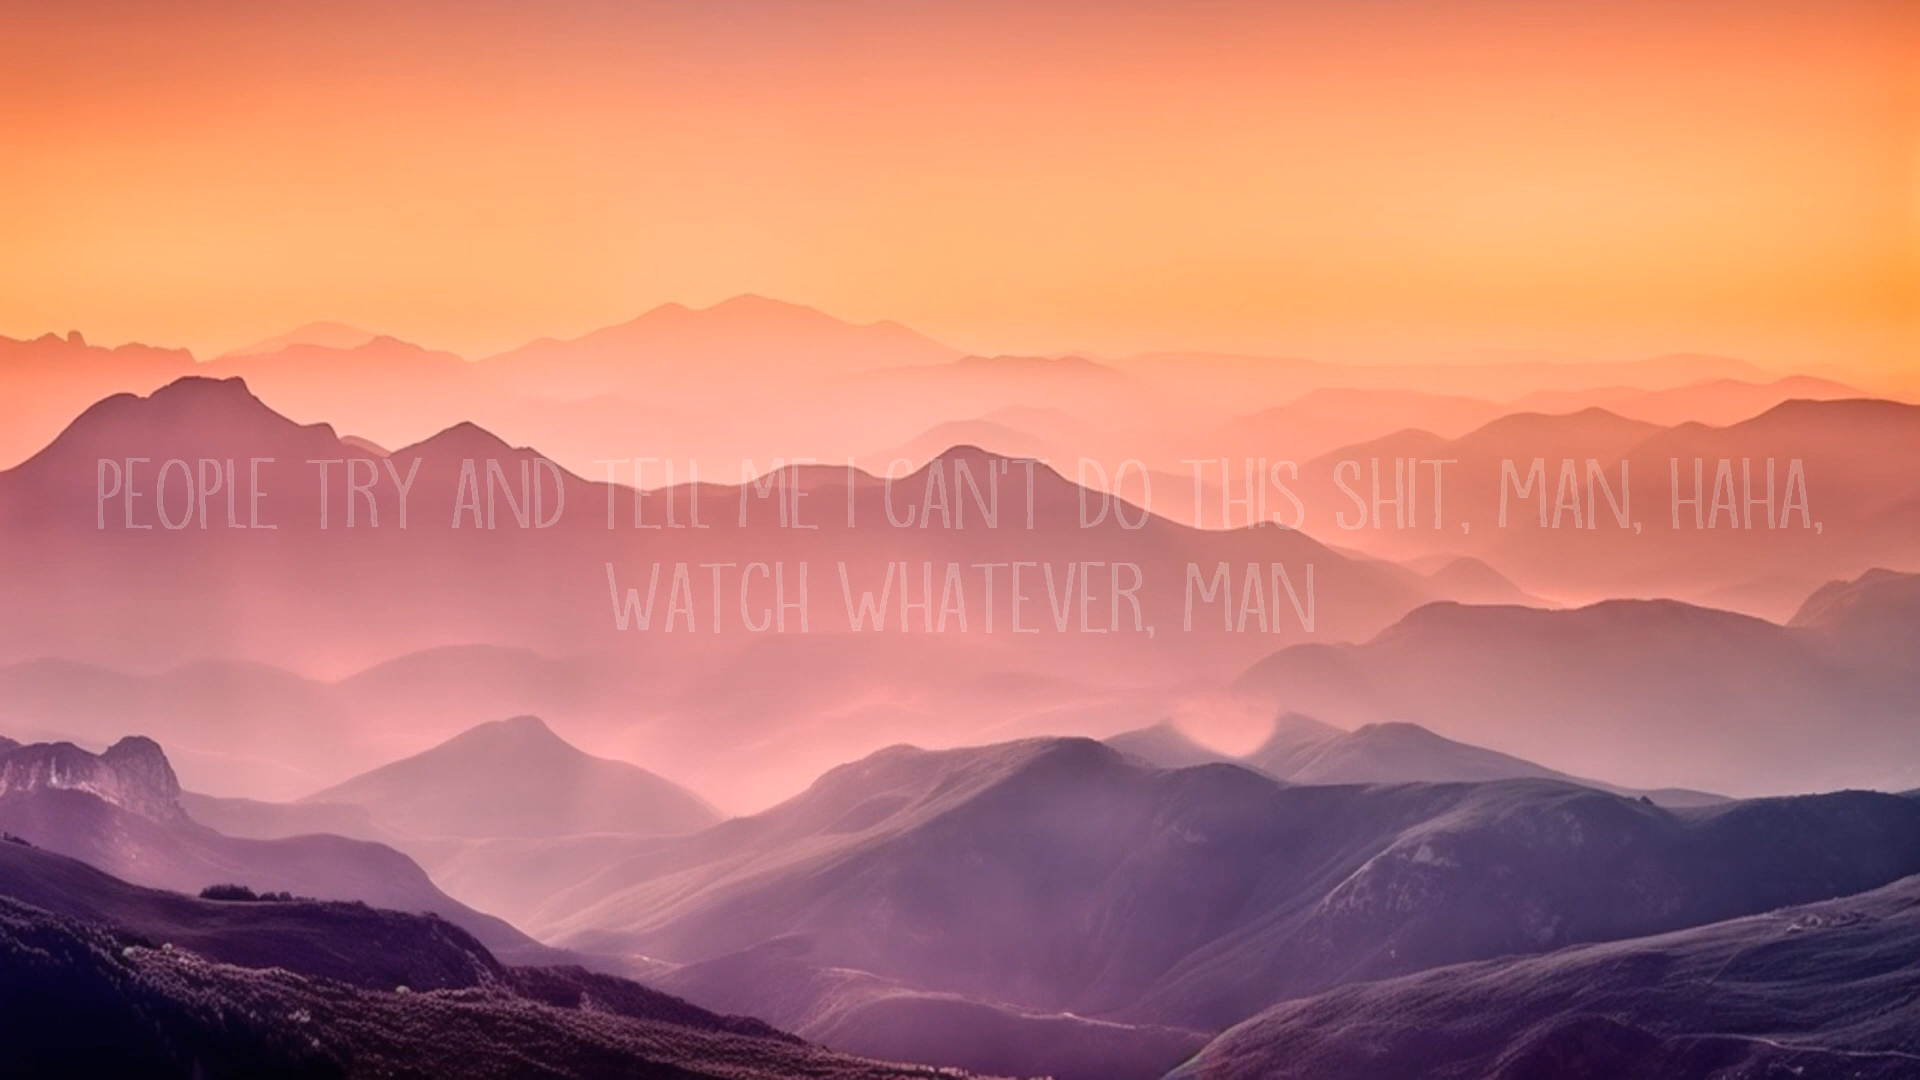 PEOPLE TRY AND TELL ME I CAN'T DO THIS SHIT, MAN, HAHA,
WATCH WHATEVER, MAN